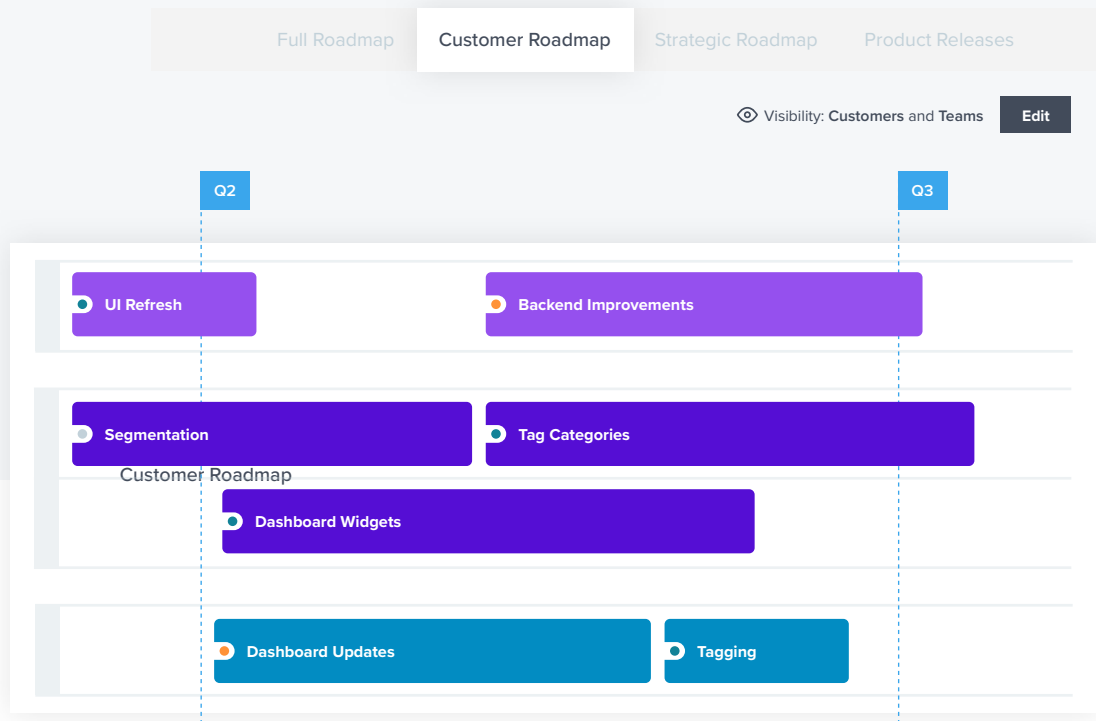 Full Roadmap Customer Roadmap Strategic Roadmap Product Releases
Visibility: Customers and Teams Edit
Q2 Q3
UI Refresh Backend Improvements
Segmentation Tag Categories
Customer Roadmap
Dashboard Widgets
Dashboard Updates Tagging